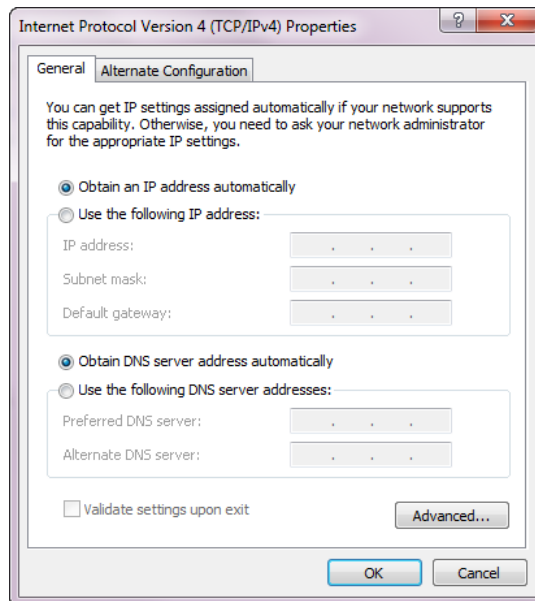 Internet Protocol Version 4 (TCP/IPv4) Properties
?
X
General
Alternate Configuration
You can get IP settings assigned automatically if your network supports
this capability. Otherwise, you need to ask your network administrator
for the appropriate IP settings.
Obtain an IP address automatically
Use the following IP address:
IP address:
. . .
Subnet mask:
. . .
Default gateway:
. . .
Obtain DNS server address automatically
Use the following DNS server addresses:
Preferred DNS server:
. . .
Alternate DNS server:
. . .
Validate settings upon exit
Advanced...
OK
Cancel